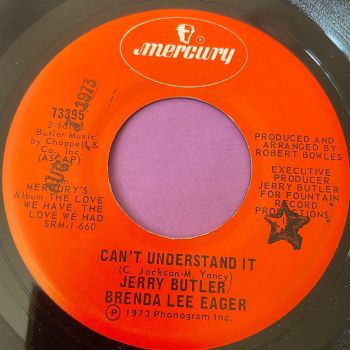 mercury
73395
2-50
Butler Music
by Chappell &
Co., Inc.
(ASCAP)
1973
From
MERCURY'S
Album THE LOVE
WE HAVE, THE
LOVE WE HAD
SRM-1-660
PRODUCED AND
ARRANGED BY
ROBERT BOWLES
EXECUTIVE
PRODUCER
JERRY BUTLER
FOR FOUNTAIN
RECORD
PRODUCTIONS.
CAN'T UNDERSTAND IT
(C. Jackson-M. Yancy)
JERRY BUTLER
BRENDA LEE EAGER
Ⓟ 1973 Phonogram Inc.